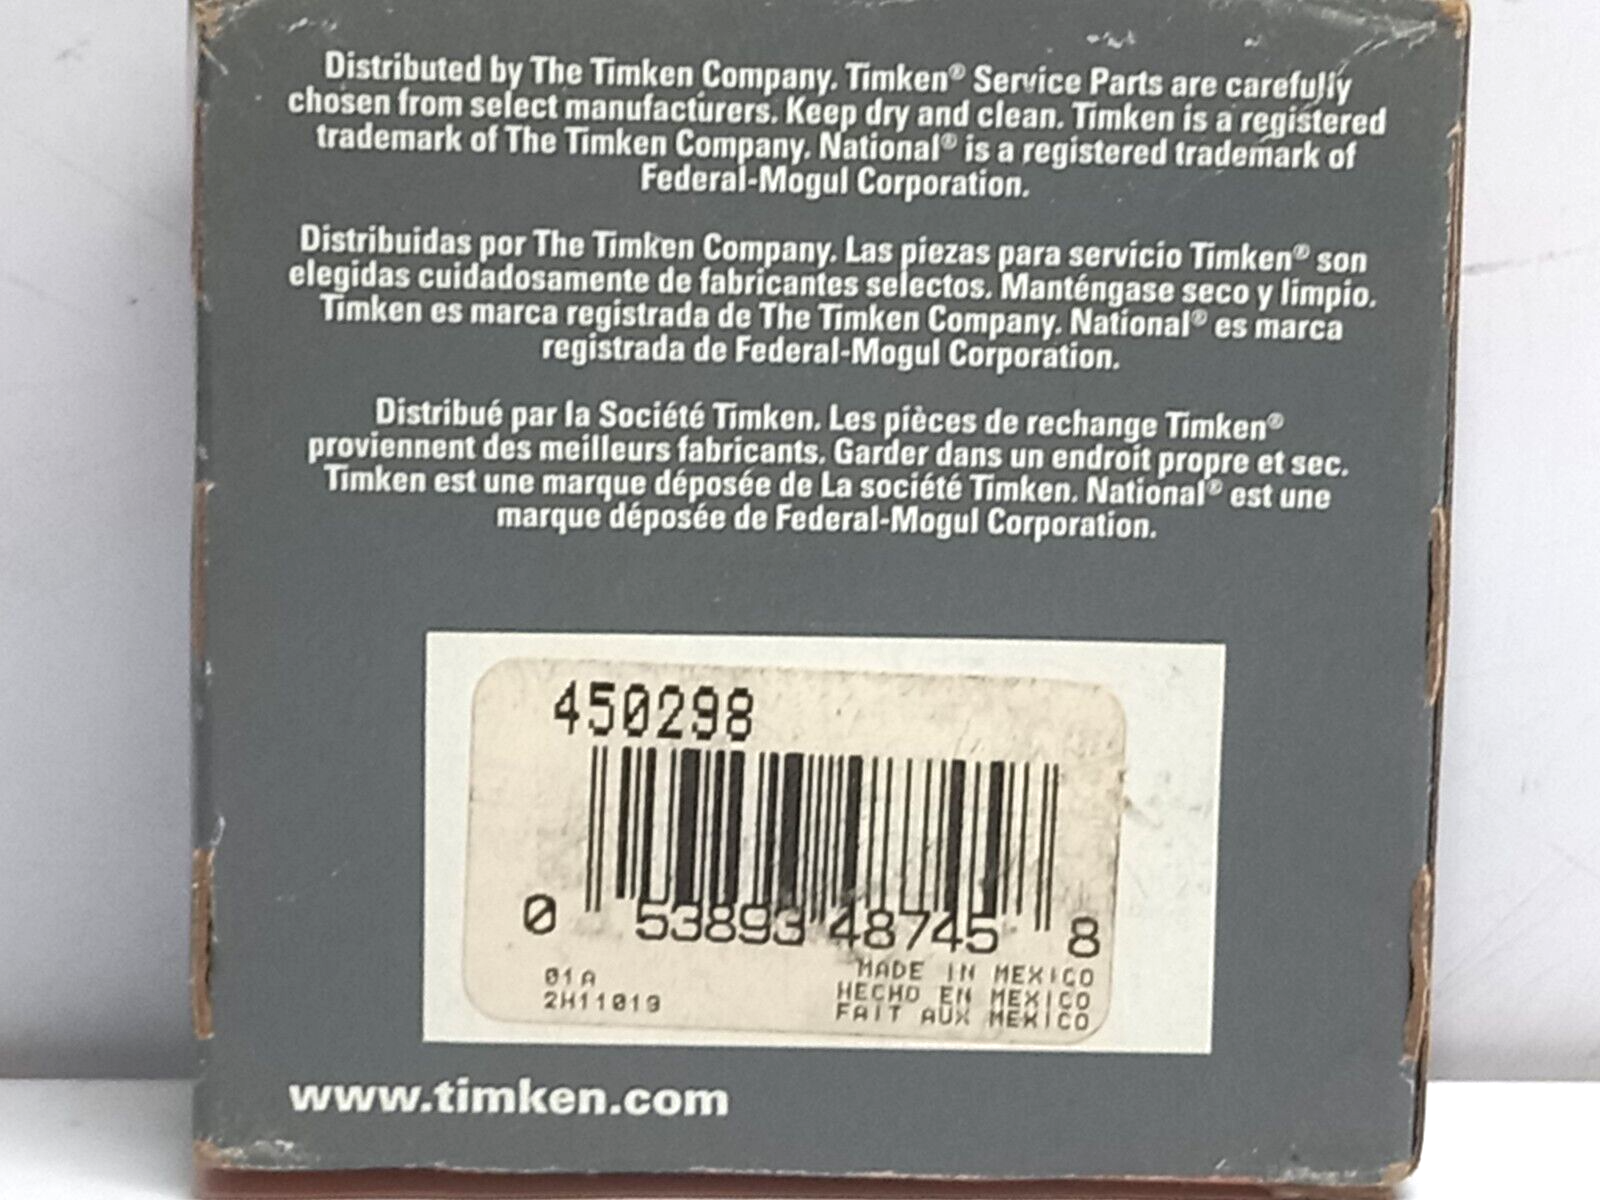 Distributed by The Timken Company. Timken® Service Parts are carefully
chosen from select manufacturers. Keep dry and clean. Timken is a registered
trademark of The Timken Company. National® is a registered trademark of
Federal-Mogul Corporation.
Distribuidas por The Timken Company. Las piezas para servicio Timken® son
elegidas cuidadosamente de fabricantes selectos. Manténgase seco y limpio.
Timken es marca registrada de The Timken Company. National® es marca
registrada de Federal-Mogul Corporation.
Distribué par la Société Timken. Les pièces de rechange Timken®
proviennent des meilleurs fabricants. Garder dans un endroit propre et sec.
Timken est une marque déposée de La société Timken. National® est une
marque déposée de Federal-Mogul Corporation.
450298
0 53893 48745 8
01A
2H11019
MADE IN MEXICO
HECHO EN MEXICO
FAIT AUX MEXICO
www.timken.com